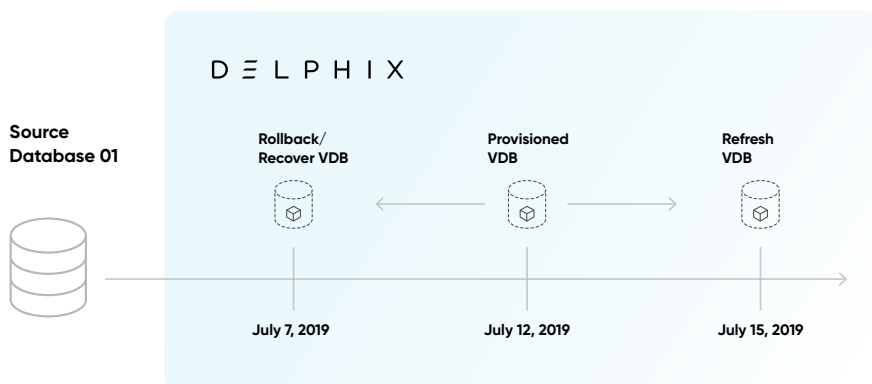 DELPHIX
Source
Database 01
Rollback/
Recover VDB
Provisioned
VDB
Refresh
VDB
July 7, 2019
July 12, 2019
July 15, 2019